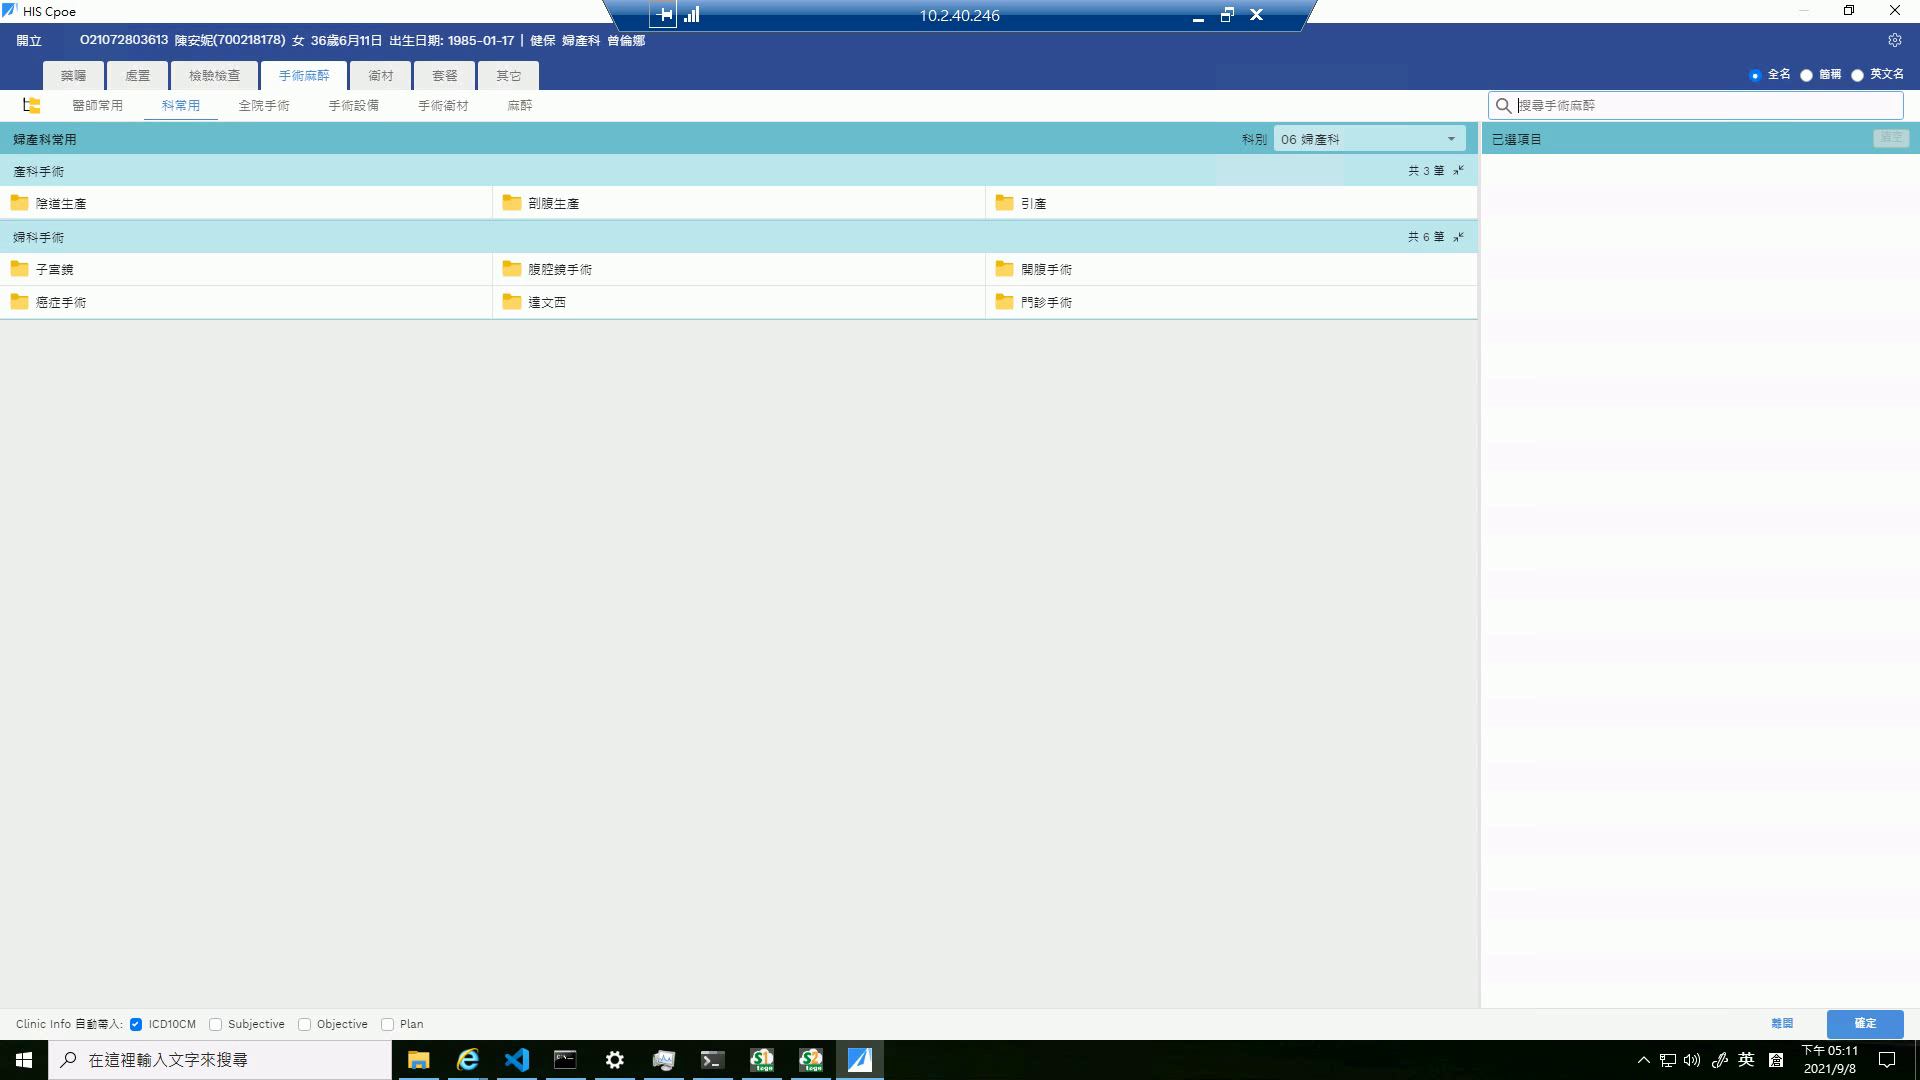 HIS Cpoe
10.2.40.246
開立 O21072803613 陳安妮(700218178) 女 36歲6月11日 出生日期: 1985-01-17 | 健保 婦產科 曾倫娜
藥囑 處置 檢驗檢查 手術麻醉 衛材 套餐 其它
全名 簡稱 英文名
醫師常用 科常用 全院手術 手術設備 手術衛材 麻醉
搜尋手術麻醉
婦產科常用 科別 06 婦產科
已選項目 清空
產科手術 共 3 筆
陰道生產 剖腹生產 引產
婦科手術 共 6 筆
子宮鏡 腹腔鏡手術 開腹手術
癌症手術 達文西 門診手術
Clinic Info 自動帶入: ICD10CM Subjective Objective Plan
離開 確定
在這裡輸入文字來搜尋
S1 togo
S2 togo
英
下午 05:11
2021/9/8